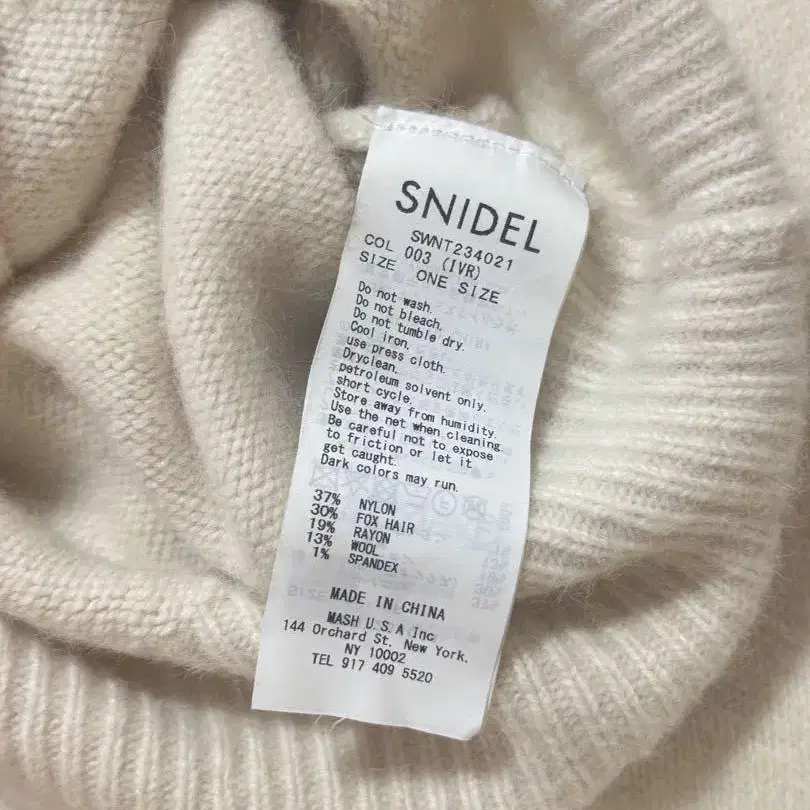 SNIDEL
SWNT234021
COL 003 (IVR)
SIZE ONE SIZE
Do not wash.
Do not bleach.
Do not tumble dry.
Cool iron,
use press cloth.
Dryclean,
petroleum solvent only.
short cycle.
Store away from humidity.
Use the net when cleaning.
Be careful not to expose
to friction or let it
get caught.
Dark colors may run.
37% NYLON
30% FOX HAIR
19% RAYON
13% WOOL
1% SPANDEX
MADE IN CHINA
MASH U.S.A Inc
144 Orchard St, New York,
NY 10002
TEL 917 409 5520